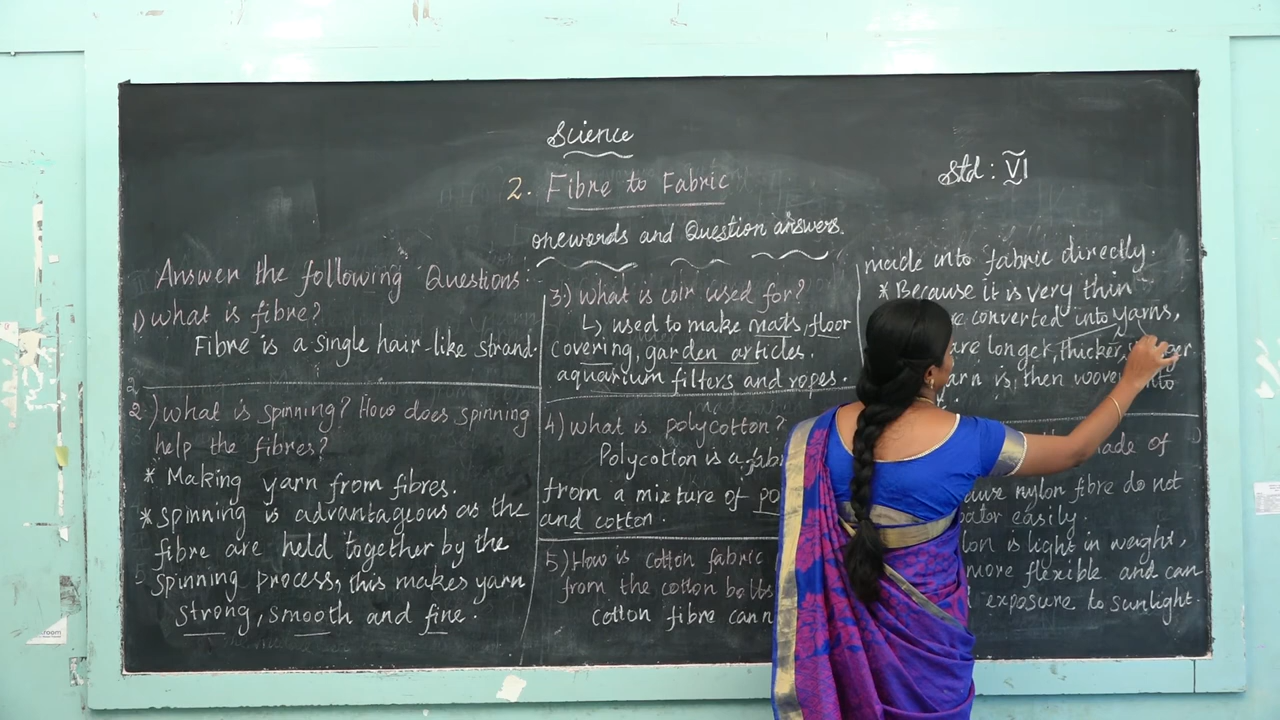 Science
Std : VI
2. Fibre to Fabric
onewords and Question answers.
Answer the following Questions:
1) what is fibre?
Fibre is a single hair-like strand.
2) what is spinning? How does spinning
help the fibres?
* Making yarn from fibres.
* Spinning is advantageous as the
fibre are held together by the
spinning process, this makes yarn
strong, smooth and fine.
3) what is coir used for?
↳ used to make mats, floor
covering, garden articles.
aquarium filters and ropes.
4) what is polycotton?
Polycotton is a
from a mixture of
and cotton.
5) How is cotton fabric
from the cotton
cotton fibre
made into fabric directly.
* Because it is very thin
converted into yarns,
are longer, thicker,
is then
made of
nylon fibre do not
easily.
is light in weight,
more flexible and can
exposure to sunlight.